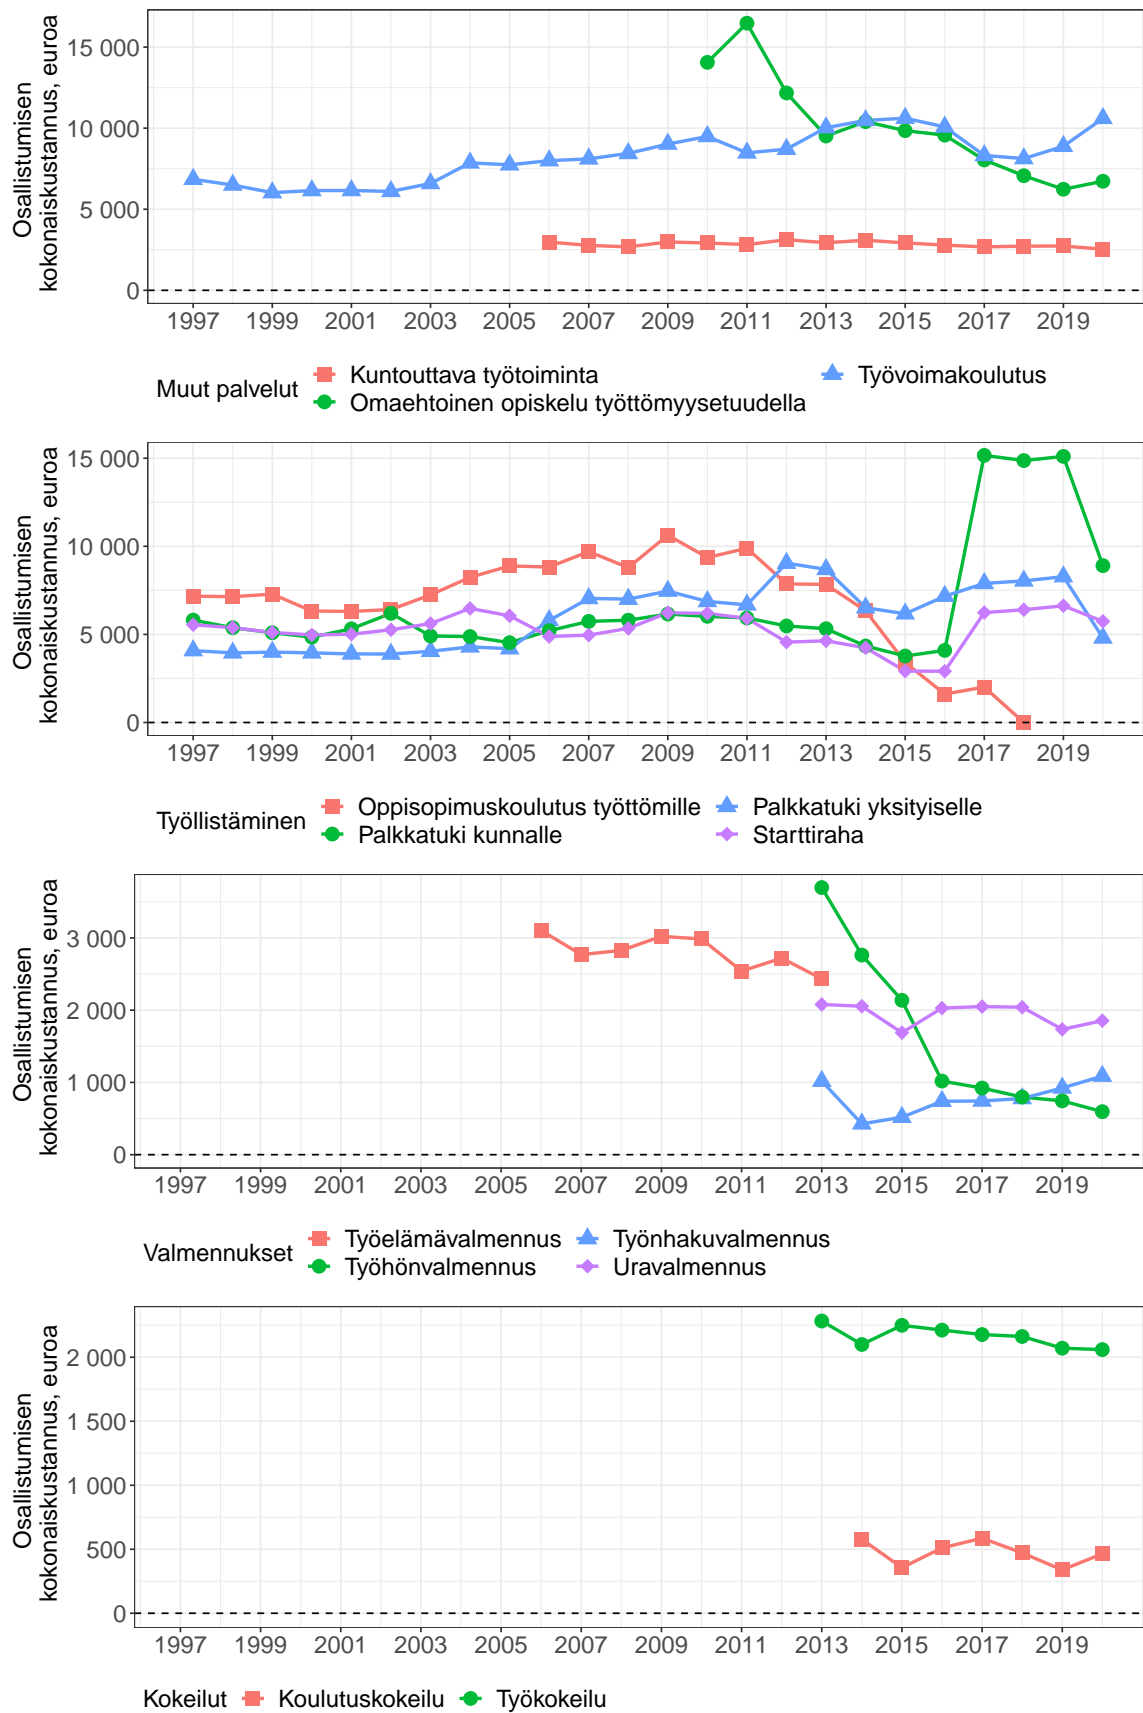 Osallistumisen
kokonaiskustannus, euroa
15 000
10 000
5 000
0
1997 1999 2001 2003 2005 2007 2009 2011 2013 2015 2017 2019
Muut palvelut Kuntouttava työtoiminta Työvoimakoulutus
Omaehtoinen opiskelu työttömyysetuudella
Osallistumisen
kokonaiskustannus, euroa
15 000
10 000
5 000
0
1997 1999 2001 2003 2005 2007 2009 2011 2013 2015 2017 2019
Työllistäminen Oppisopimuskoulutus työttömille Palkkatuki yksityiselle
Palkkatuki kunnalle Starttiraha
Osallistumisen
kokonaiskustannus, euroa
3 000
2 000
1 000
0
1997 1999 2001 2003 2005 2007 2009 2011 2013 2015 2017 2019
Valmennukset Työelämävalmennus Työnhakuvalmennus
Työhönvalmennus Uravalmennus
Osallistumisen
kokonaiskustannus, euroa
2 000
1 500
1 000
500
0
1997 1999 2001 2003 2005 2007 2009 2011 2013 2015 2017 2019
Kokeilut Koulutuskokeilu Työkokeilu